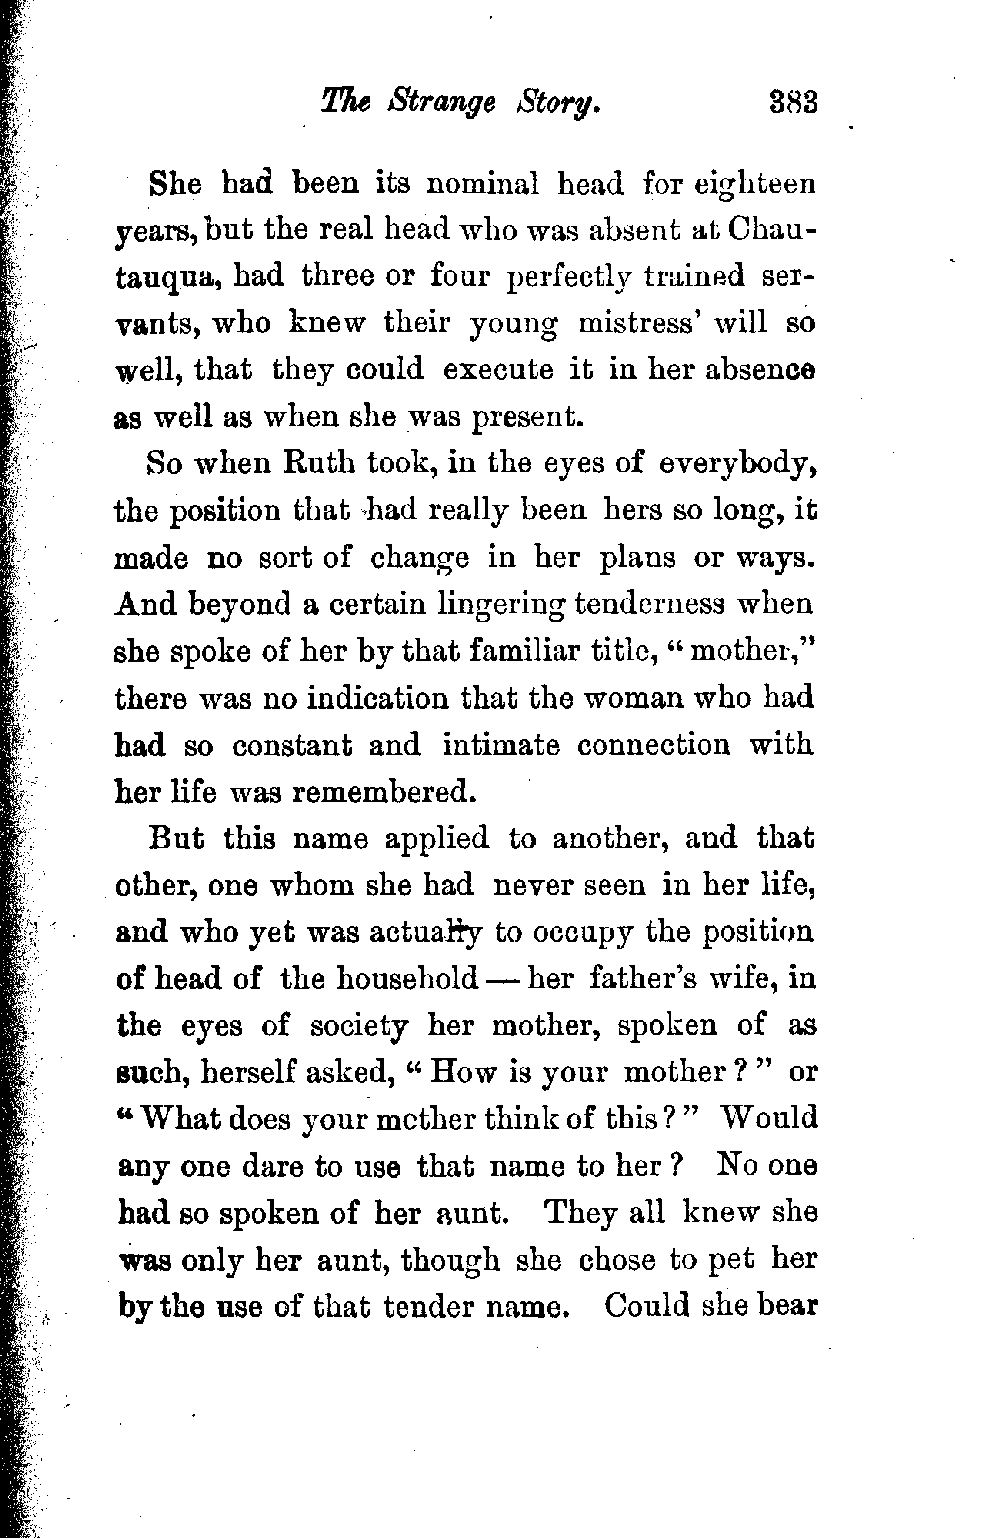 The Strange Story. 383
She had been its nominal head for eighteen
years, but the real head who was absent at Chau-
tauqua, had three or four perfectly trained ser-
vants, who knew their young mistress' will so
well, that they could execute it in her absence
as well as when she was present.
So when Ruth took, in the eyes of everybody,
the position that had really been hers so long, it
made no sort of change in her plans or ways.
And beyond a certain lingering tenderness when
she spoke of her by that familiar title, “ mother,”
there was no indication that the woman who had
had so constant and intimate connection with
her life was remembered.
But this name applied to another, and that
other, one whom she had never seen in her life,
and who yet was actually to occupy the position
of head of the household — her father's wife, in
the eyes of society her mother, spoken of as
such, herself asked, “ How is your mother ? ” or
“ What does your mother think of this ? ” Would
any one dare to use that name to her ? No one
had so spoken of her aunt. They all knew she
was only her aunt, though she chose to pet her
by the use of that tender name. Could she bear